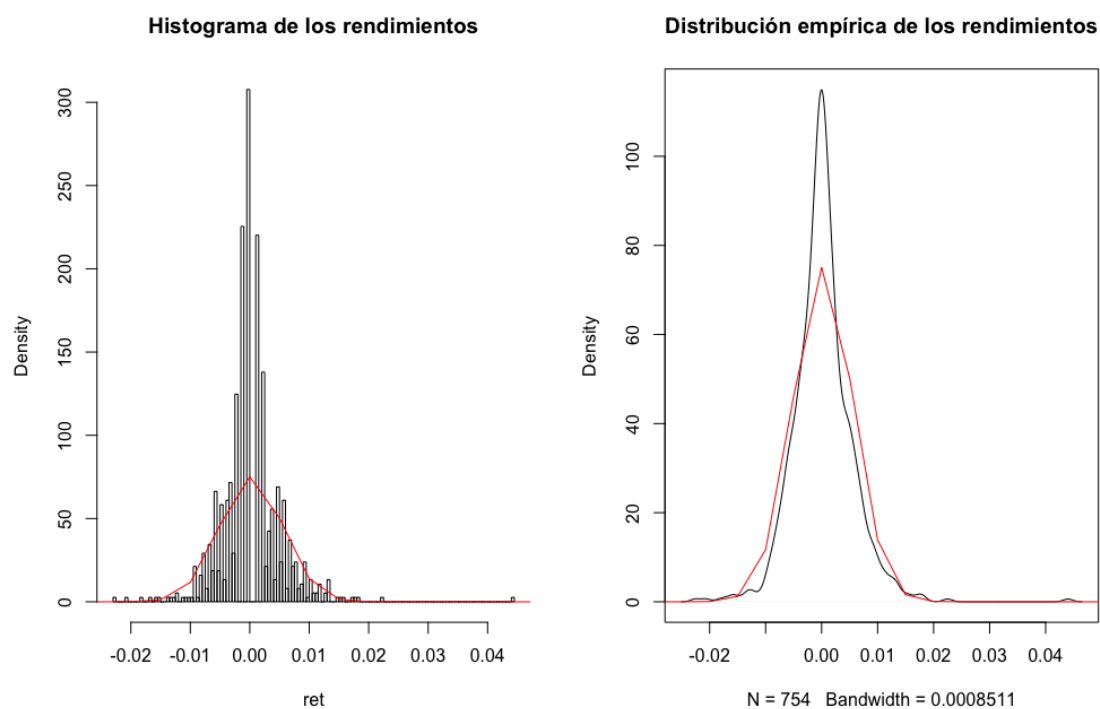 Histograma de los rendimientos
Density
0 50 100 150 200 250 300
-0.02 -0.01 0.00 0.01 0.02 0.03 0.04
ret
Distribución empírica de los rendimientos
Density
0 20 40 60 80 100
-0.02 0.00 0.01 0.02 0.03 0.04
N = 754 Bandwidth = 0.0008511